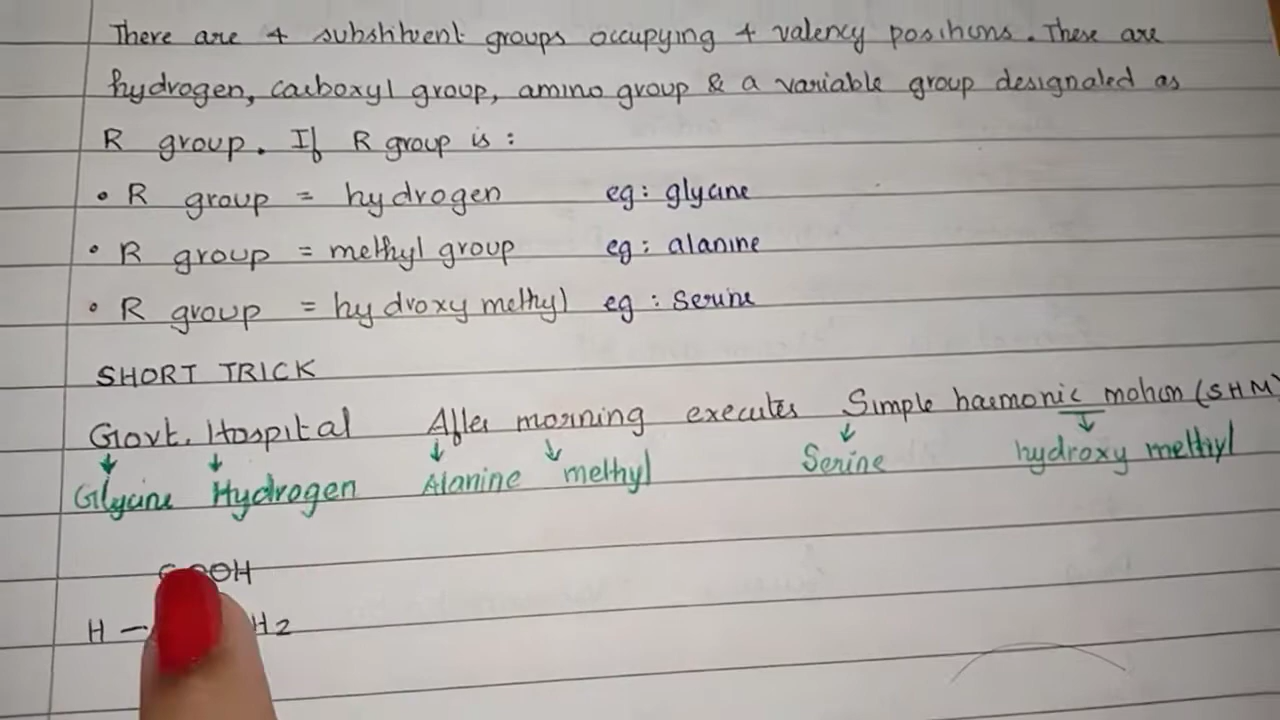 There are 4 substituent groups occupying 4 valency positions. These are
hydrogen, carboxyl group, amino group & a variable group designated as
R group. If R group is :
• R group = hydrogen eg: glycine
• R group = methyl group eg: alanine
• R group = hydroxy methyl eg : Serine
SHORT TRICK
Govt. Hospital After morning executes Simple harmonic motion (SHM)
Glycine Hydrogen Alanine methyl Serine hydroxy methyl
OOH
H – H2